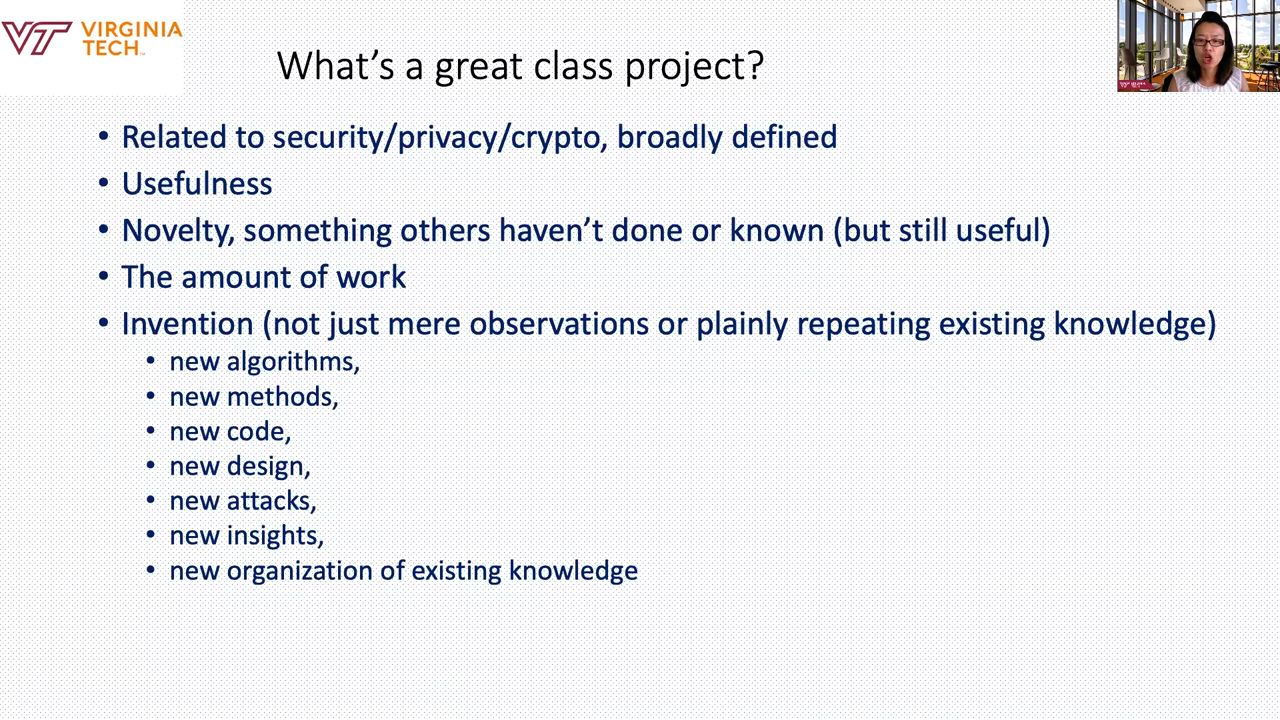 VIRGINIA
TECH
What's a great class project?
• Related to security/privacy/crypto, broadly defined
• Usefulness
• Novelty, something others haven't done or known (but still useful)
• The amount of work
• Invention (not just mere observations or plainly repeating existing knowledge)
• new algorithms,
• new methods,
• new code,
• new design,
• new attacks,
• new insights,
• new organization of existing knowledge